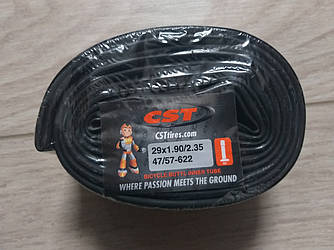 CST
CSTtires.com
29x1.90/2.35
47/57-622
BICYCLE BUTYL INNER TUBE
WHERE PASSION MEETS THE GROUND